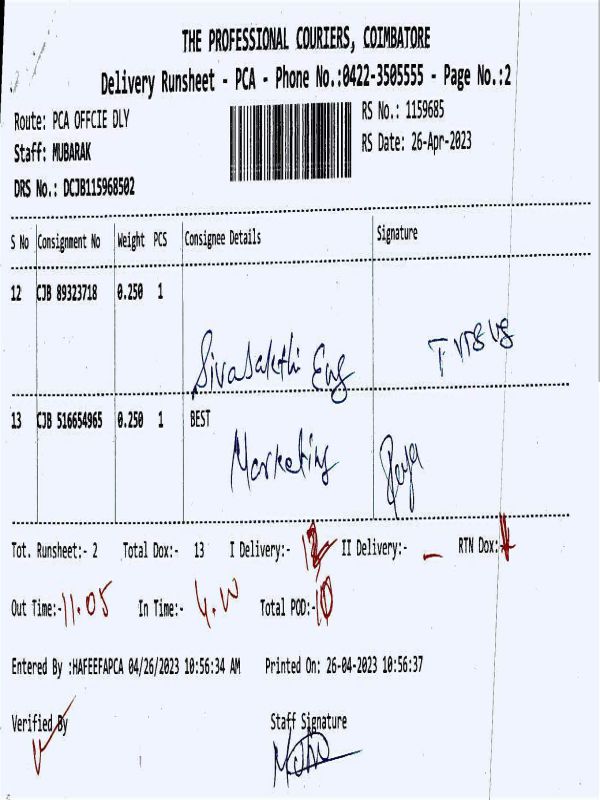 THE PROFESSIONAL COURIERS, COIMBATORE
Delivery Runsheet - PCA - Phone No.:0422-3505555 - Page No.:2
Route: PCA OFFCIE DLY
RS No.: 1159685
Staff: MUBARAK
RS Date: 26-Apr-2023
DRS No.: DCJB115968502
S No Consignment No Weight PCS Consignee Details Signature
12 CJB 89323718 0.250 1
Sivasakthi Eng
13 CJB 516654965 0.250 1 BEST
Marketing
Tot. Runsheet:- 2 Total Dox:- 13 I Delivery:- 12 II Delivery:- – RTN Dox:-
Out Time:- 11.05 In Time:- 4.10 Total POD:- 10
Entered By :HAFEEFAPCA 04/26/2023 10:56:34 AM Printed On: 26-04-2023 10:56:37
Verified By Staff Signature